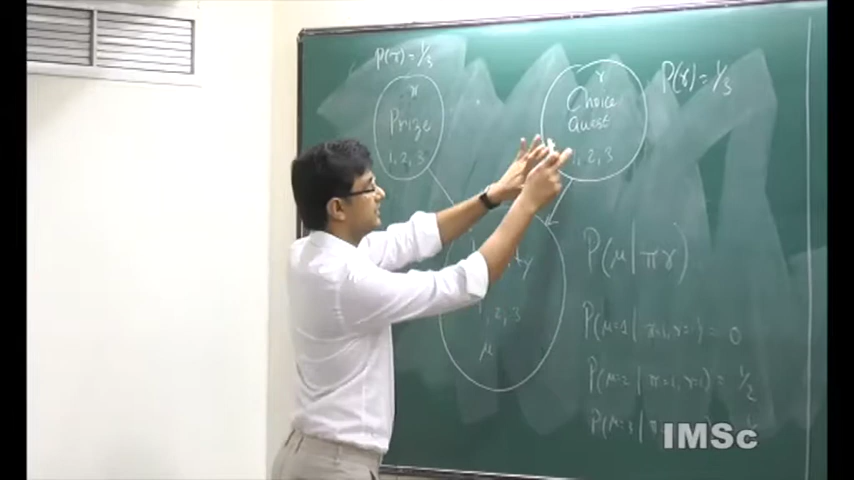 P(π) = 1/3
π
Prize
1, 2, 3
r
Choice
Guest
1, 2, 3
P(r) = 1/3
, 2, 3
μ
P(μ | π r)
P(μ=1 | π=1, r=1) = 0
P(μ=2 | π=1, r=1) = 1/2
P(μ=3 |
IMSc